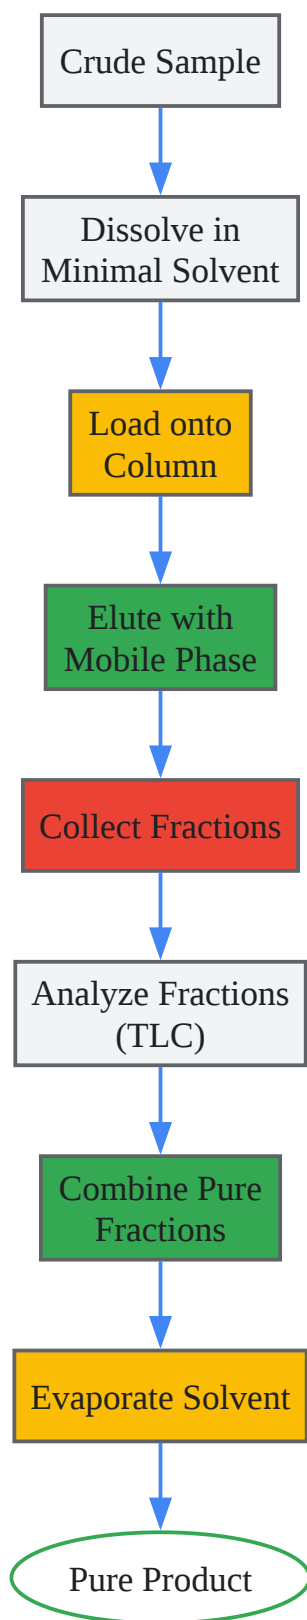 Crude Sample
Dissolve in
Minimal Solvent
Load onto
Column
Elute with
Mobile Phase
Collect Fractions
Analyze Fractions
(TLC)
Combine Pure
Fractions
Evaporate Solvent
Pure Product